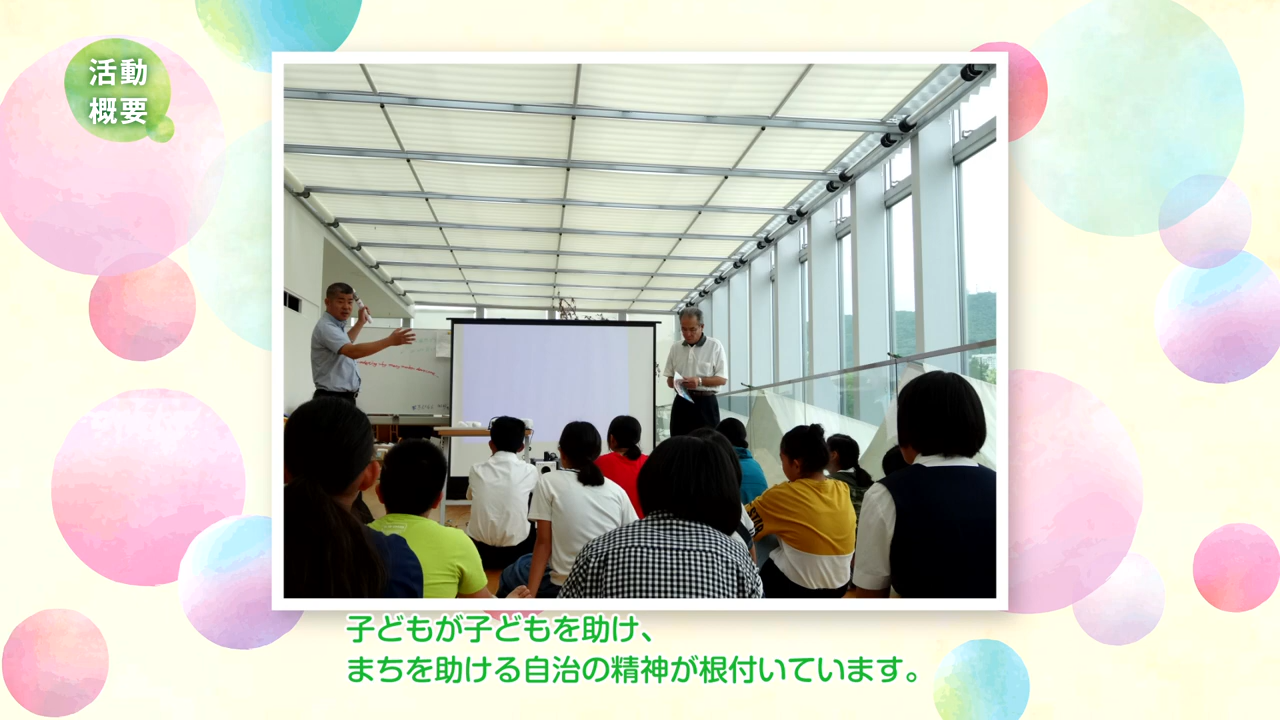 活動
概要
子どもが子どもを助け、
まちを助ける自治の精神が根付いています。